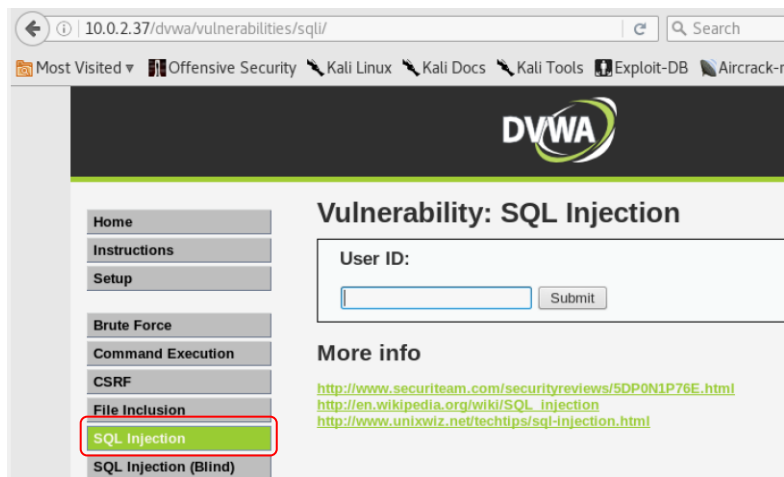 10.0.2.37/dvwa/vulnerabilities/sqli/
Search
Most Visited Offensive Security Kali Linux Kali Docs Kali Tools Exploit-DB
DVWA
Home
Instructions
Setup
Brute Force
Command Execution
CSRF
File Inclusion
SQL Injection
SQL Injection (Blind)
Vulnerability: SQL Injection
User ID:
Submit
More info
http://www.securiteam.com/securityreviews/5DP0N1P76E.html
http://en.wikipedia.org/wiki/SQL_injection
http://www.unixwiz.net/techtips/sql-injection.html